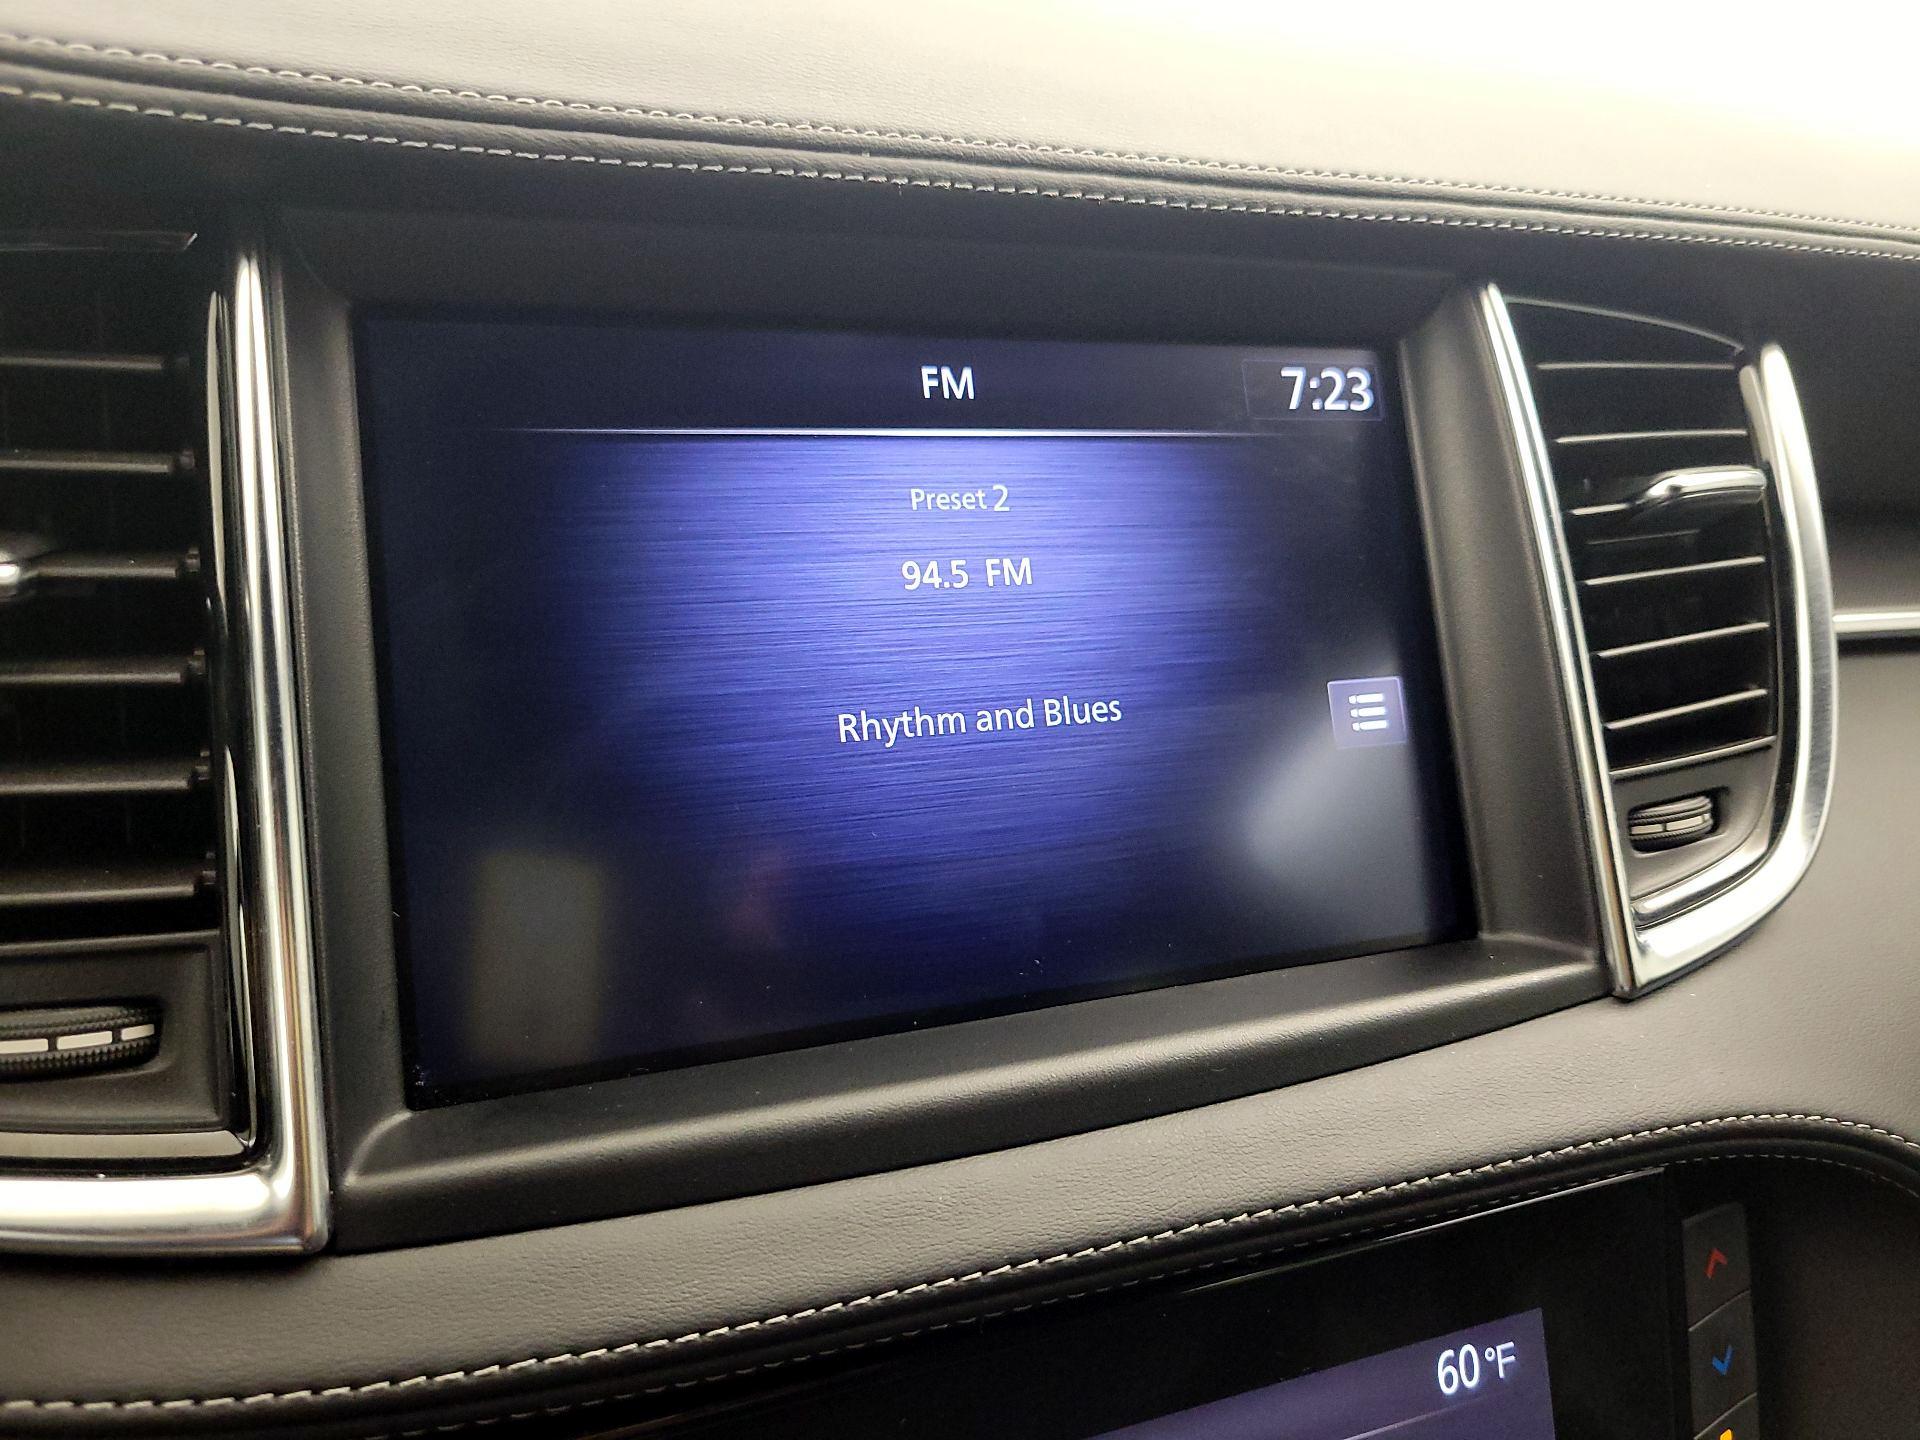 FM
7:23
Preset 2
94.5 FM
Rhythm and Blues
60°F